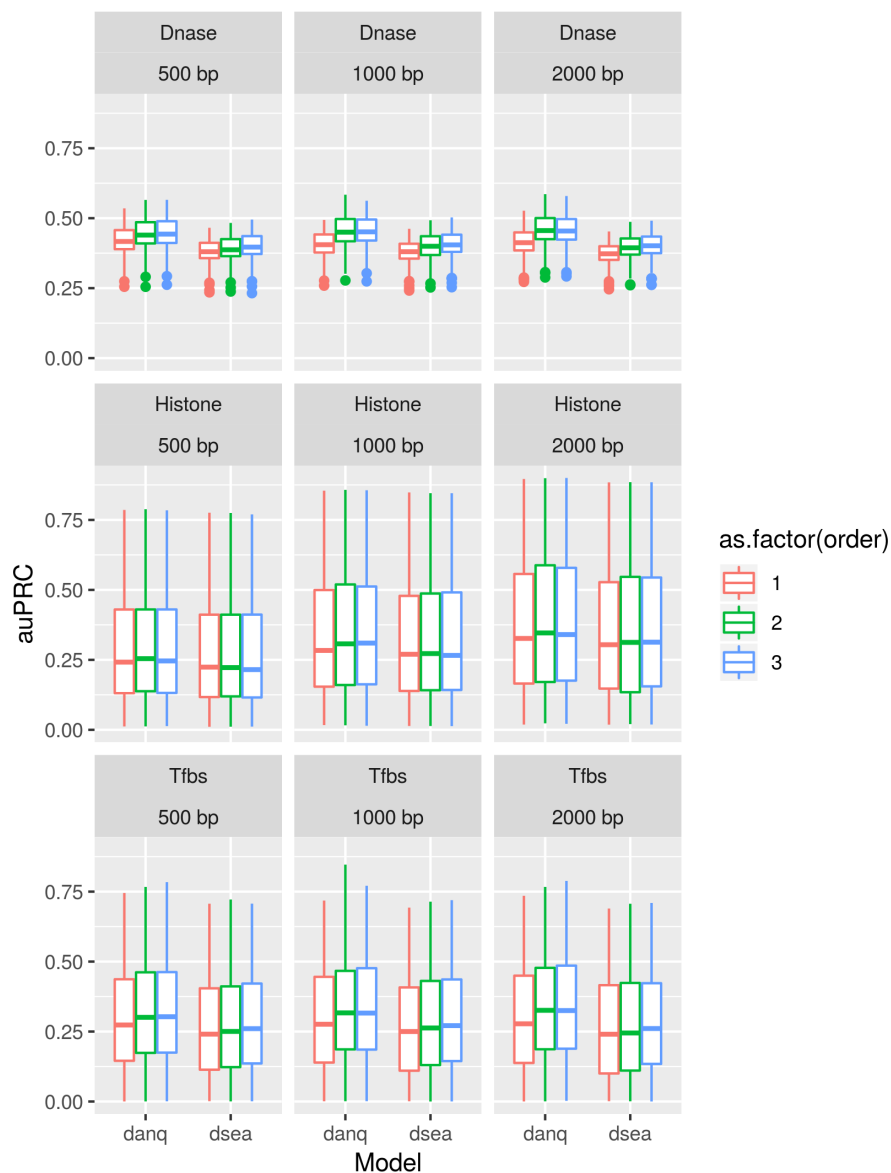 Dnase Dnase Dnase
500 bp 1000 bp 2000 bp
0.75
0.50
0.25
0.00
Histone Histone Histone
500 bp 1000 bp 2000 bp
0.75
0.50
0.25
0.00
auPRC
as.factor(order)
1
2
3
Tfbs Tfbs Tfbs
500 bp 1000 bp 2000 bp
0.75
0.50
0.25
0.00
danq dsea danq dsea danq dsea
Model